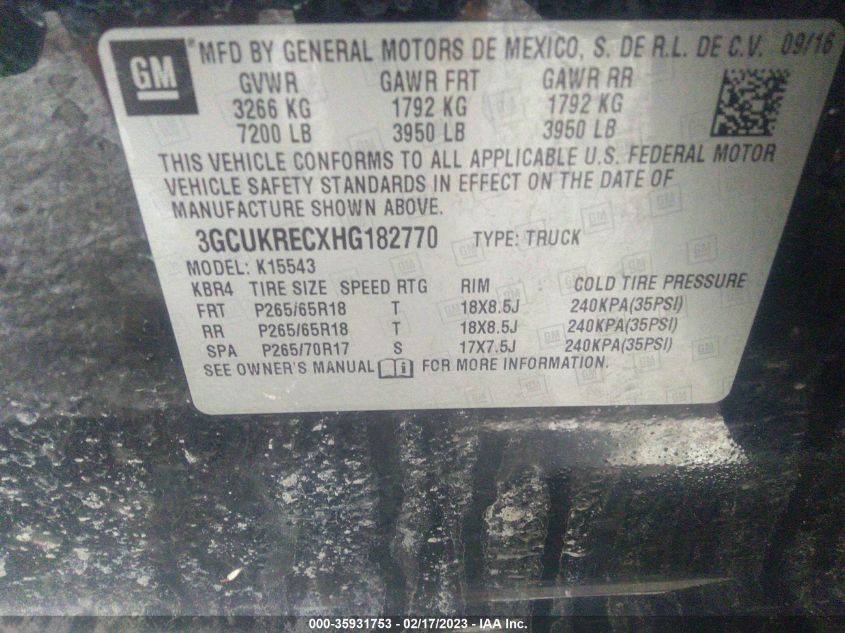 GM ® MFD BY GENERAL MOTORS DE MEXICO, S. DE R.L. DE C.V. 09/16
GVWR GAWR FRT GAWR RR
3266 KG 1792 KG 1792 KG
7200 LB 3950 LB 3950 LB
THIS VEHICLE CONFORMS TO ALL APPLICABLE U.S. FEDERAL MOTOR
VEHICLE SAFETY STANDARDS IN EFFECT ON THE DATE OF
MANUFACTURE SHOWN ABOVE.
3GCUKRECXHG182770 TYPE: TRUCK
MODEL: K15543
KBR4 TIRE SIZE SPEED RTG RIM COLD TIRE PRESSURE
FRT P265/65R18 T 18X8.5J 240KPA(35PSI)
RR P265/65R18 T 18X8.5J 240KPA(35PSI)
SPA P265/70R17 S 17X7.5J 240KPA(35PSI)
SEE OWNER'S MANUAL FOR MORE INFORMATION.
000-35931753 - 02/17/2023 - IAA Inc.